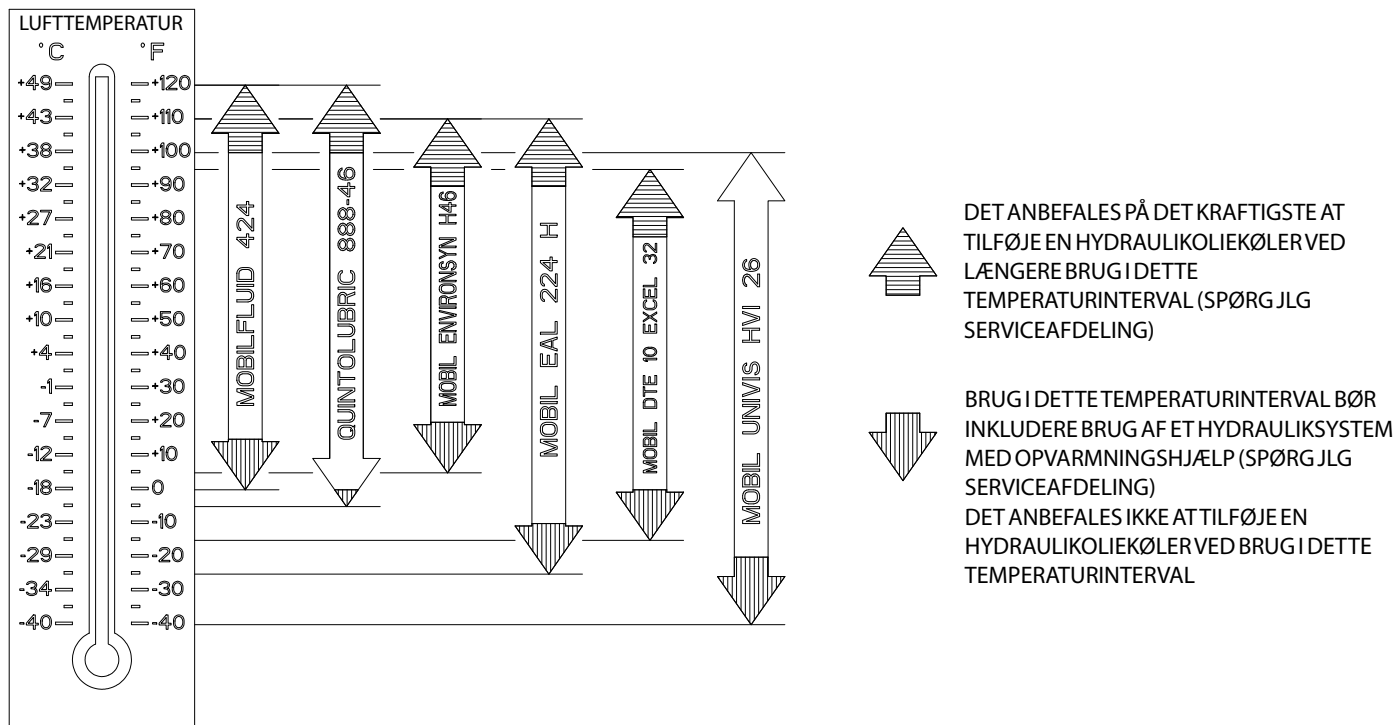 LUFTTEMPERATUR
°C °F
+49 +120
+43 +110
+38 +100
+32 +90
+27 +80
+21 +70
+16 +60
+10 +50
+4 +40
-1 +30
-7 +20
-12 +10
-18 0
-23 -10
-29 -20
-34 -30
-40 -40
MOBILFLUID 424
QUINTOLUBRIC 888-46
MOBIL ENVIRONSYN H46
MOBIL EAL 224 H
MOBIL DTE 10 EXCEL 32
MOBIL UNIVIS HVI 26
DET ANBEFALES PÅ DET KRAFTIGSTE AT
TILFØJE EN HYDRAULIKOLIEKØLER VED
LÆNGERE BRUG I DETTE
TEMPERATURINTERVAL (SPØRG JLG
SERVICEAFDELING)
BRUG I DETTE TEMPERATURINTERVAL BØR
INKLUDERE BRUG AF ET HYDRAULIKSYSTEM
MED OPVARMNINGSHJÆLP (SPØRG JLG
SERVICEAFDELING)
DET ANBEFALES IKKE AT TILFØJE EN
HYDRAULIKOLIEKØLER VED BRUG I DETTE
TEMPERATURINTERVAL